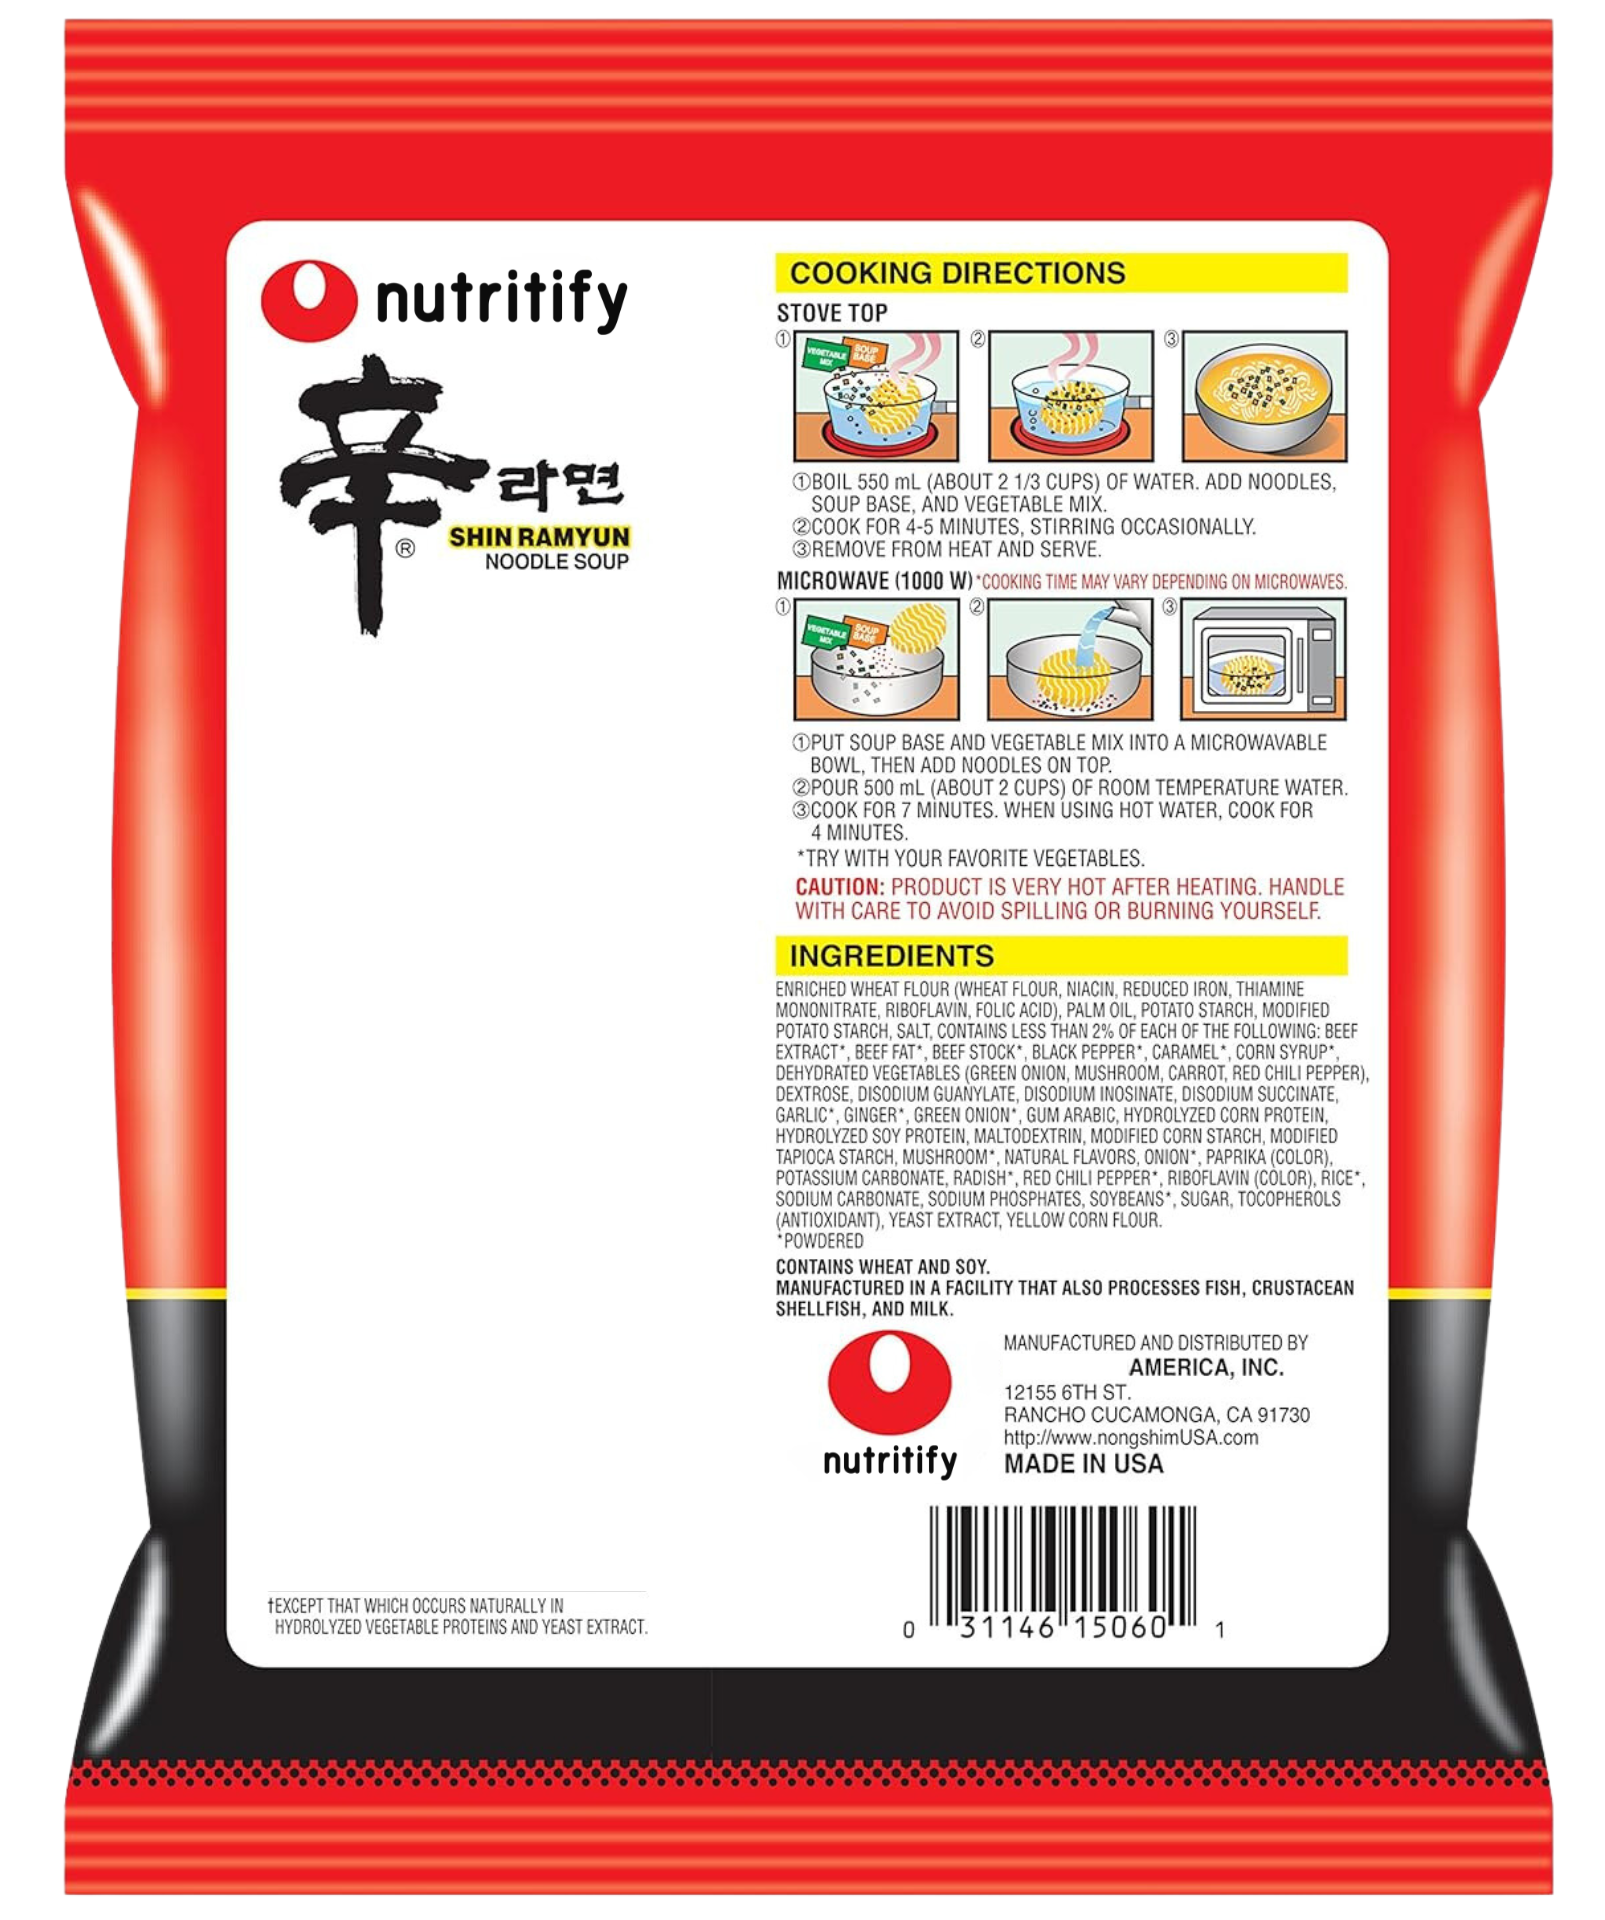 nutritify
辛라면
®
SHIN RAMYUN
NOODLE SOUP
†EXCEPT THAT WHICH OCCURS NATURALLY IN
HYDROLYZED VEGETABLE PROTEINS AND YEAST EXTRACT.
COOKING DIRECTIONS
STOVE TOP
① ② ③
VEGETABLE MIX
SOUP BASE
①BOIL 550 mL (ABOUT 2 1/3 CUPS) OF WATER. ADD NOODLES,
SOUP BASE, AND VEGETABLE MIX.
②COOK FOR 4-5 MINUTES, STIRRING OCCASIONALLY.
③REMOVE FROM HEAT AND SERVE.
MICROWAVE (1000 W) *COOKING TIME MAY VARY DEPENDING ON MICROWAVES.
① ② ③
VEGETABLE MIX
SOUP BASE
①PUT SOUP BASE AND VEGETABLE MIX INTO A MICROWAVABLE
BOWL, THEN ADD NOODLES ON TOP.
②POUR 500 mL (ABOUT 2 CUPS) OF ROOM TEMPERATURE WATER.
③COOK FOR 7 MINUTES. WHEN USING HOT WATER, COOK FOR
4 MINUTES.
*TRY WITH YOUR FAVORITE VEGETABLES.
CAUTION: PRODUCT IS VERY HOT AFTER HEATING. HANDLE
WITH CARE TO AVOID SPILLING OR BURNING YOURSELF.
INGREDIENTS
ENRICHED WHEAT FLOUR (WHEAT FLOUR, NIACIN, REDUCED IRON, THIAMINE
MONONITRATE, RIBOFLAVIN, FOLIC ACID), PALM OIL, POTATO STARCH, MODIFIED
POTATO STARCH, SALT, CONTAINS LESS THAN 2% OF EACH OF THE FOLLOWING: BEEF
EXTRACT*, BEEF FAT*, BEEF STOCK*, BLACK PEPPER*, CARAMEL*, CORN SYRUP*,
DEHYDRATED VEGETABLES (GREEN ONION, MUSHROOM, CARROT, RED CHILI PEPPER),
DEXTROSE, DISODIUM GUANYLATE, DISODIUM INOSINATE, DISODIUM SUCCINATE,
GARLIC*, GINGER*, GREEN ONION*, GUM ARABIC, HYDROLYZED CORN PROTEIN,
HYDROLYZED SOY PROTEIN, MALTODEXTRIN, MODIFIED CORN STARCH, MODIFIED
TAPIOCA STARCH, MUSHROOM*, NATURAL FLAVORS, ONION*, PAPRIKA (COLOR),
POTASSIUM CARBONATE, RADISH*, RED CHILI PEPPER*, RIBOFLAVIN (COLOR), RICE*,
SODIUM CARBONATE, SODIUM PHOSPHATES, SOYBEANS*, SUGAR, TOCOPHEROLS
(ANTIOXIDANT), YEAST EXTRACT, YELLOW CORN FLOUR.
*POWDERED
CONTAINS WHEAT AND SOY.
MANUFACTURED IN A FACILITY THAT ALSO PROCESSES FISH, CRUSTACEAN
SHELLFISH, AND MILK.
nutritify
MANUFACTURED AND DISTRIBUTED BY
AMERICA, INC.
12155 6TH ST.
RANCHO CUCAMONGA, CA 91730
http://www.nongshimUSA.com
MADE IN USA
0 31146 15060 1